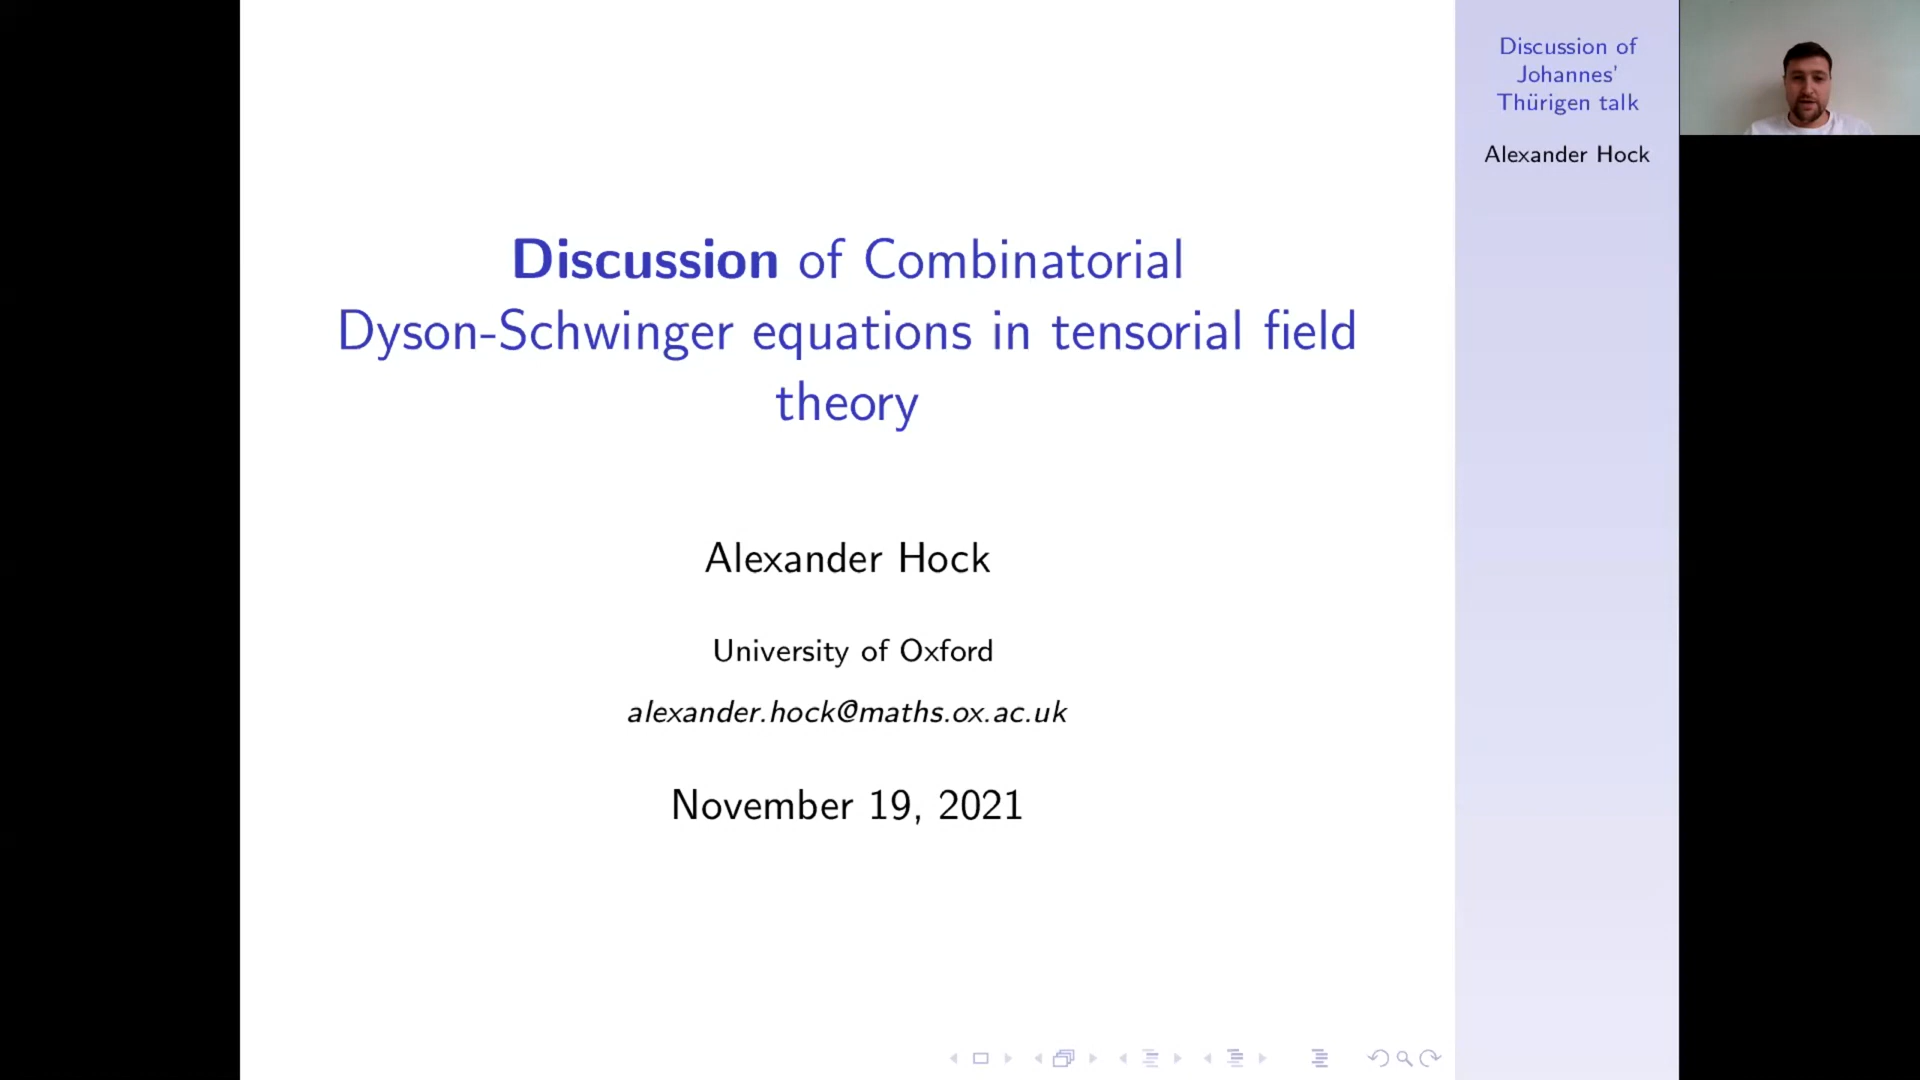 Discussion of Combinatorial
Dyson-Schwinger equations in tensorial field
theory
Alexander Hock
University of Oxford
alexander.hock@maths.ox.ac.uk
November 19, 2021
Discussion of
Johannes'
Thürigen talk
Alexander Hock